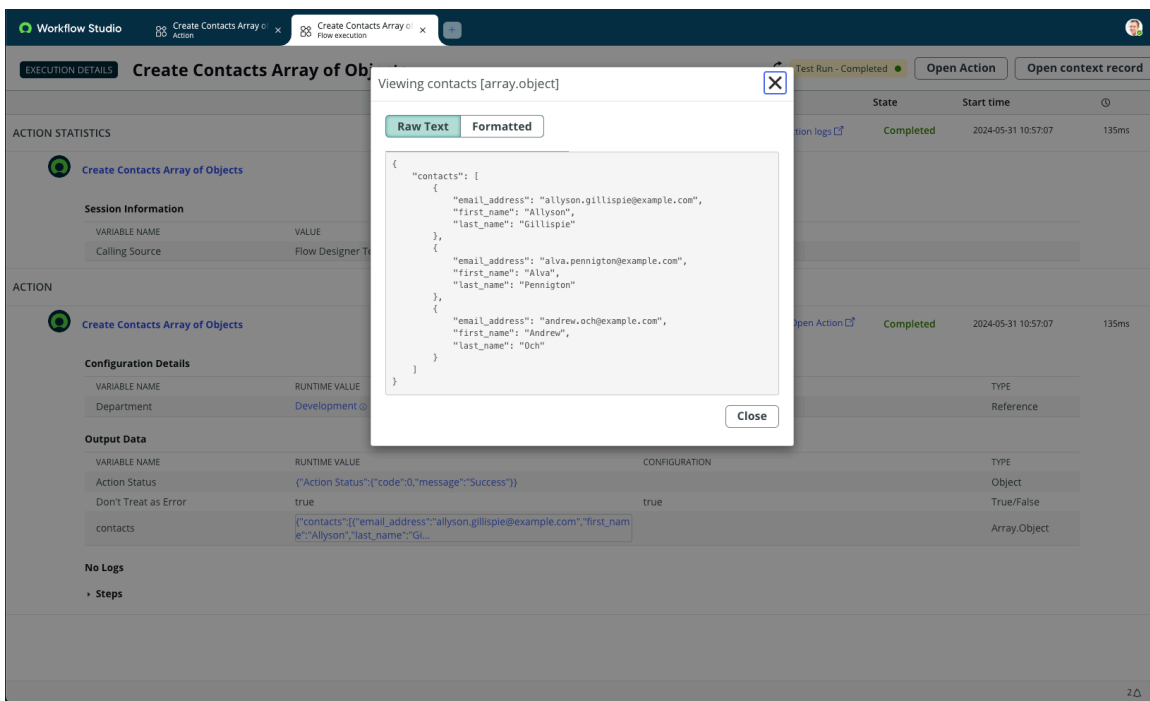 Workflow Studio
Create Contacts Array of
Action
Create Contacts Array of
Flow execution
EXECUTION DETAILS
Create Contacts Array of
Test Run - Completed
Open Action
Open context record
Viewing contacts [array.object]
Raw Text
Formatted
{
    "contacts": [
        {
            "email_address": "allyson.gillispie@example.com",
            "first_name": "Allyson",
            "last_name": "Gillispie"
        },
        {
            "email_address": "alva.pennigton@example.com",
            "first_name": "Alva",
            "last_name": "Pennigton"
        },
        {
            "email_address": "andrew.och@example.com",
            "first_name": "Andrew",
            "last_name": "Och"
        }
    ]
}
Close
State Start time
ACTION STATISTICS
logs Completed 2024-05-31 10:57:07 135ms
Create Contacts Array of Objects
Session Information
VARIABLE NAME VALUE
Calling Source Flow Designer
ACTION
Create Contacts Array of Objects
Open Action Completed 2024-05-31 10:57:07 135ms
Configuration Details
VARIABLE NAME RUNTIME VALUE TYPE
Department Development Reference
Output Data
VARIABLE NAME RUNTIME VALUE CONFIGURATION TYPE
Action Status {"Action Status":{"code":0,"message":"Success"}} Object
Don't Treat as Error true true True/False
contacts {"contacts":[{"email_address":"allyson.gillispie@example.com","first_nam
e":"Allyson","last_name":"Gi... Array.Object
No Logs
Steps
2